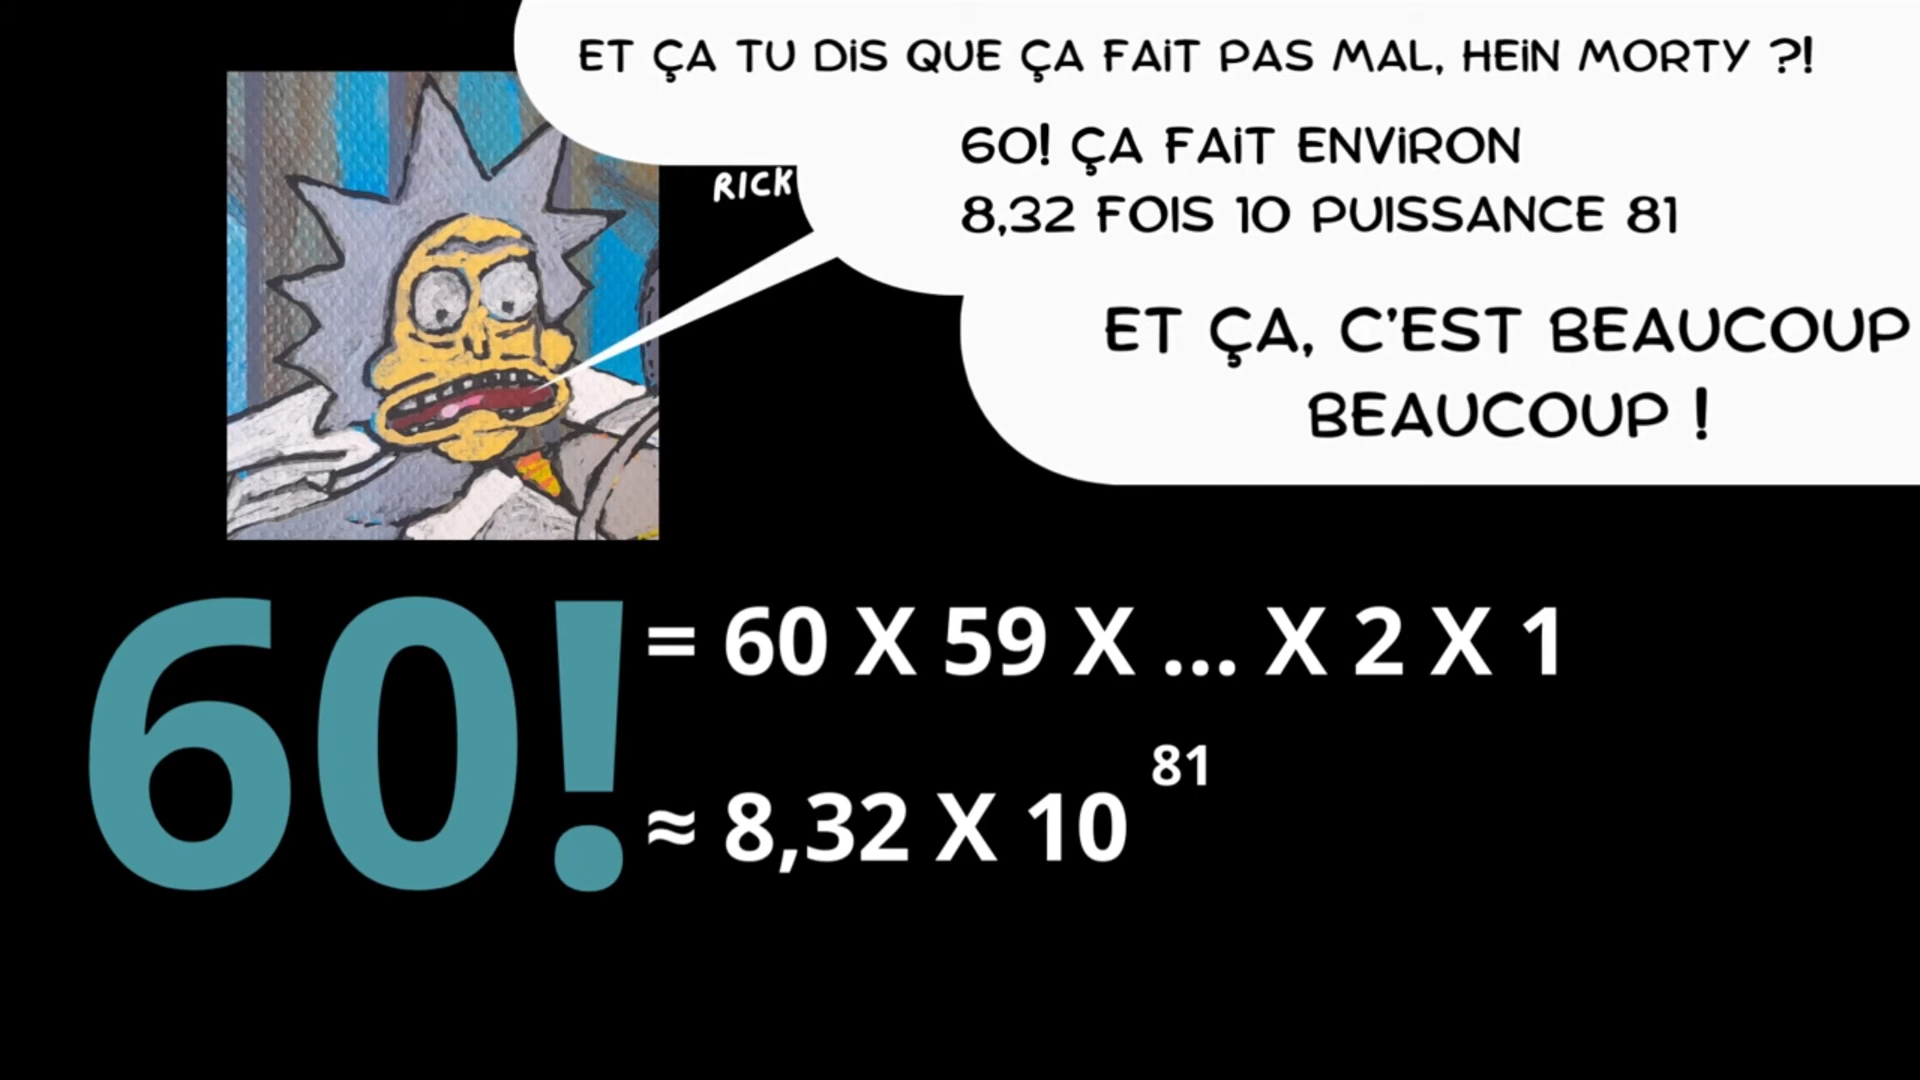 ET ÇA TU DIS QUE ÇA FAIT PAS MAL, HEIN MORTY ?!
60! ÇA FAIT ENVIRON
8,32 FOIS 10 PUISSANCE 81
RICK
ET ÇA, C'EST BEAUCOUP
BEAUCOUP !
60! = 60 X 59 X ... X 2 X 1
≈ 8,32 X 10 81